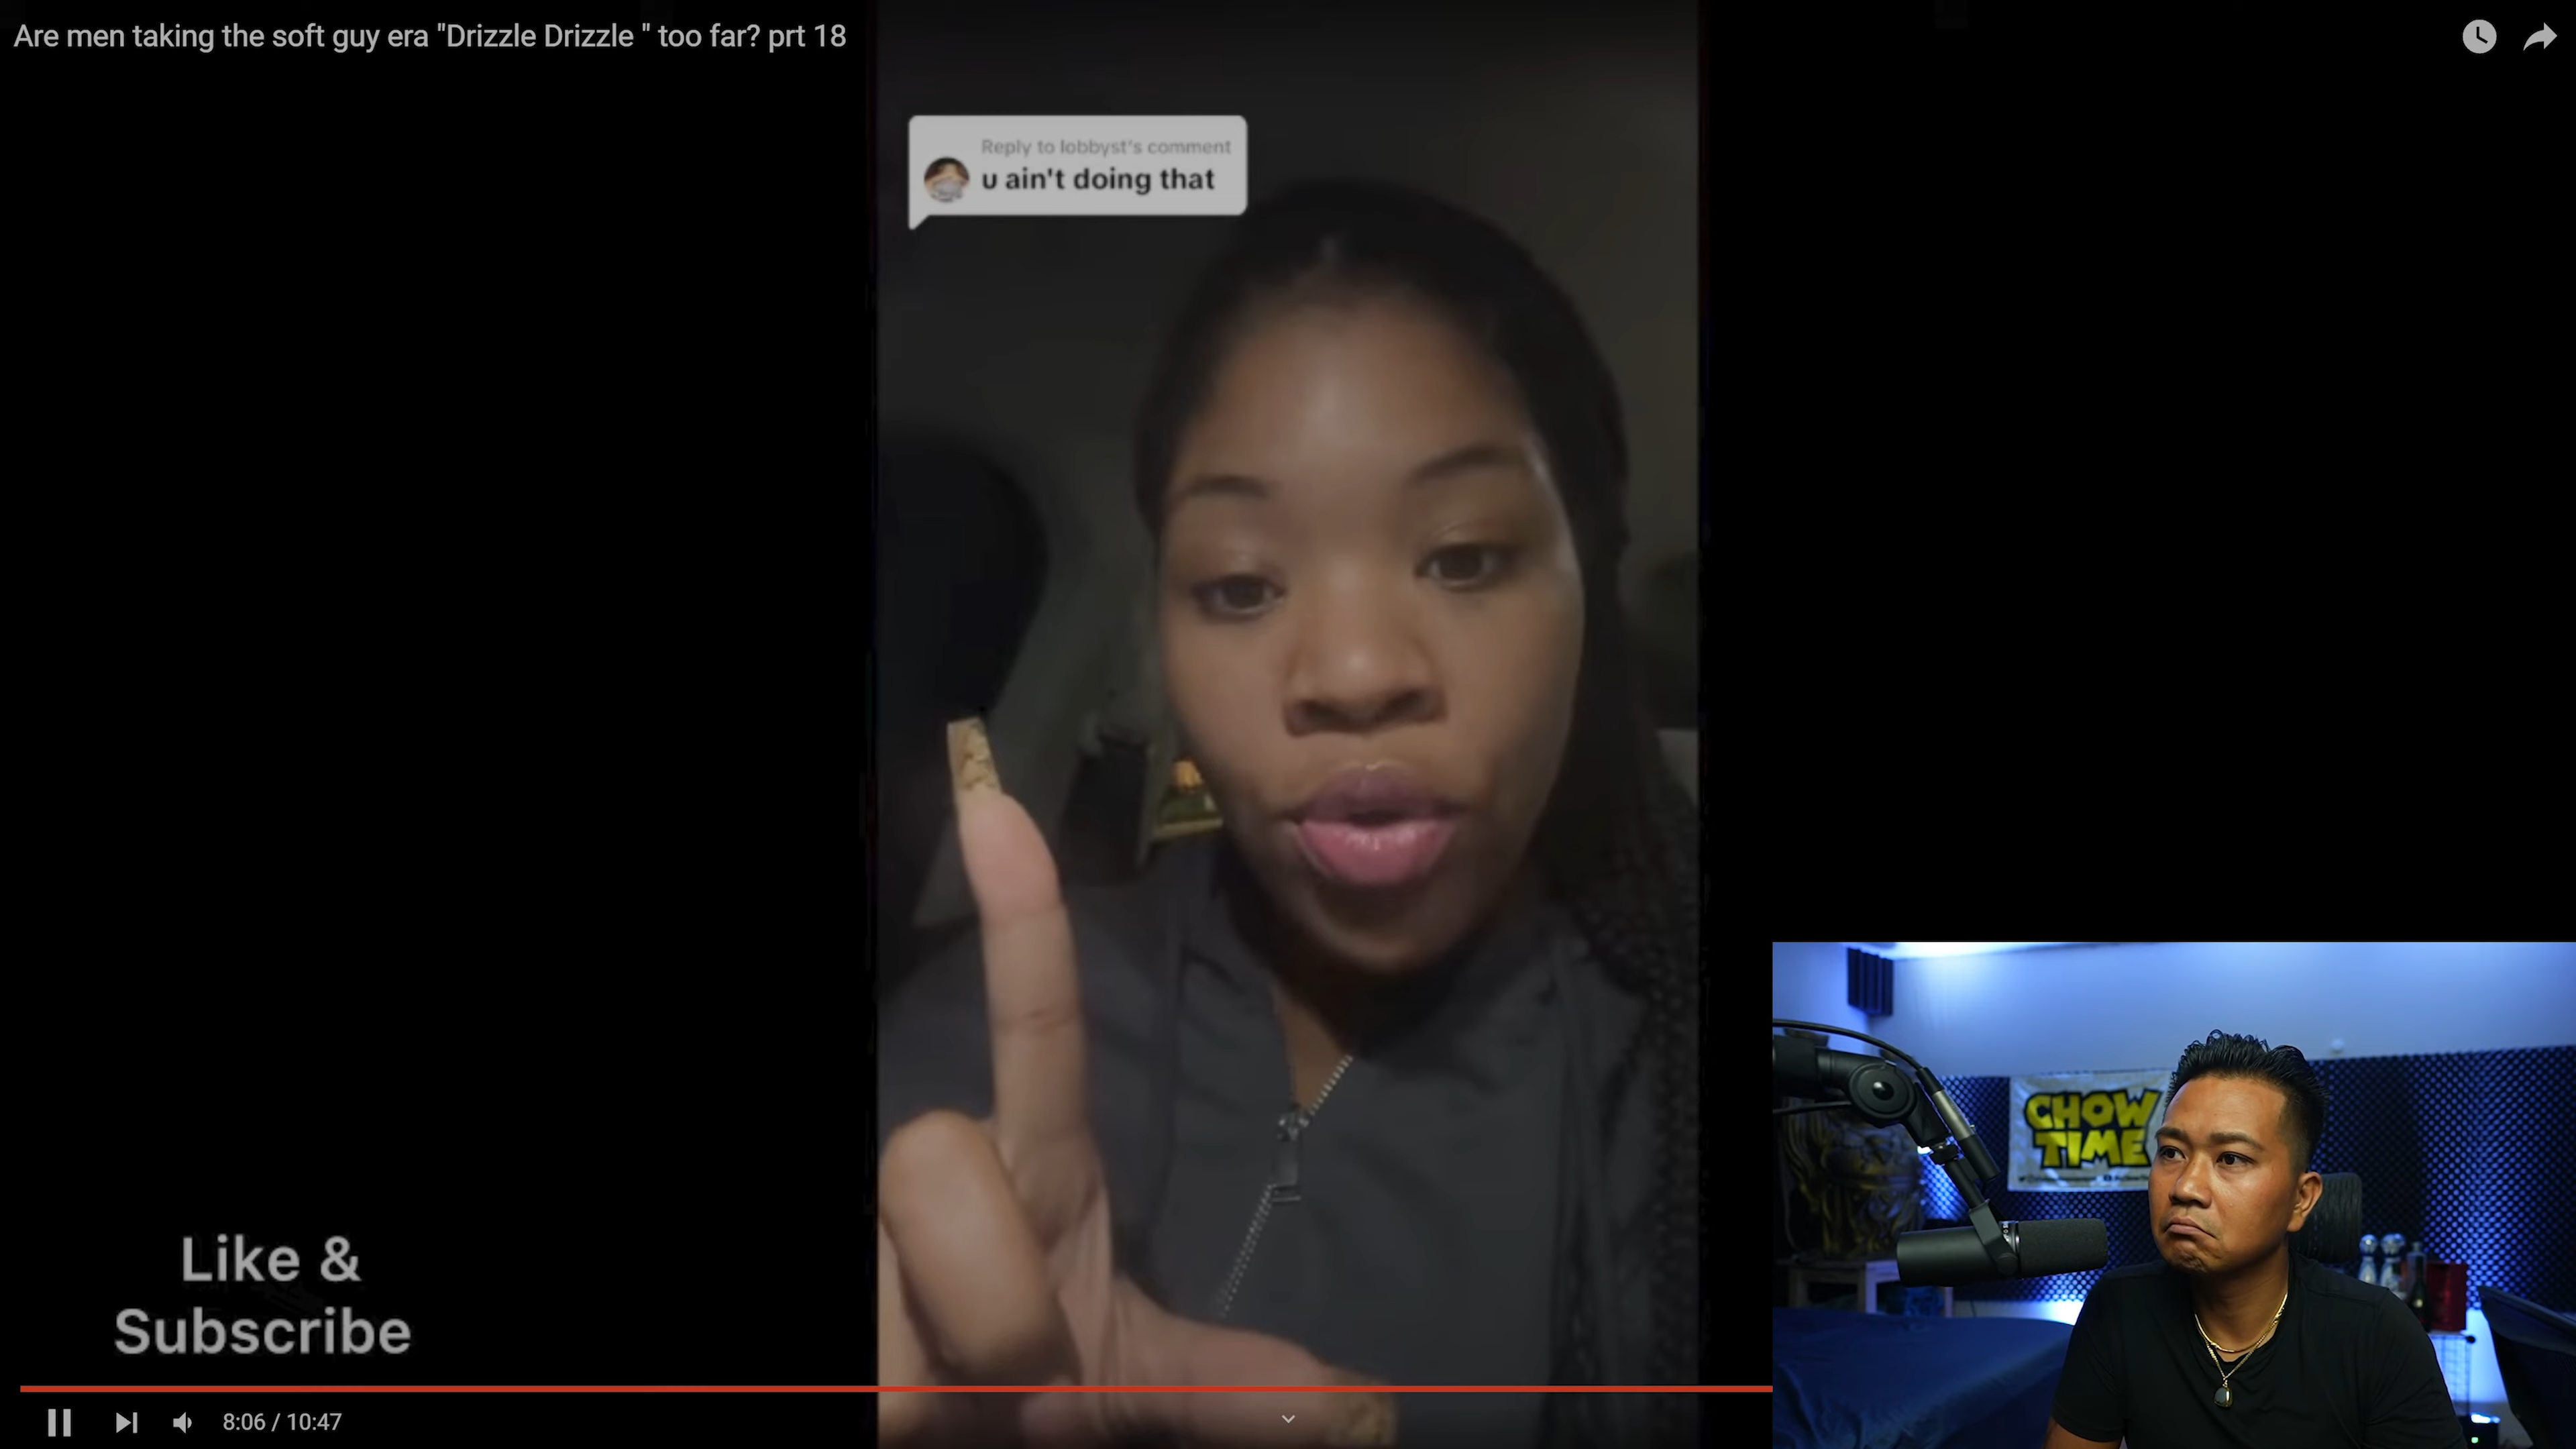 Are men taking the soft guy era "Drizzle Drizzle " too far? prt 18
Reply to lobbyst's comment
u ain't doing that
CHOW
TIME
Like &
Subscribe
8:06 / 10:47